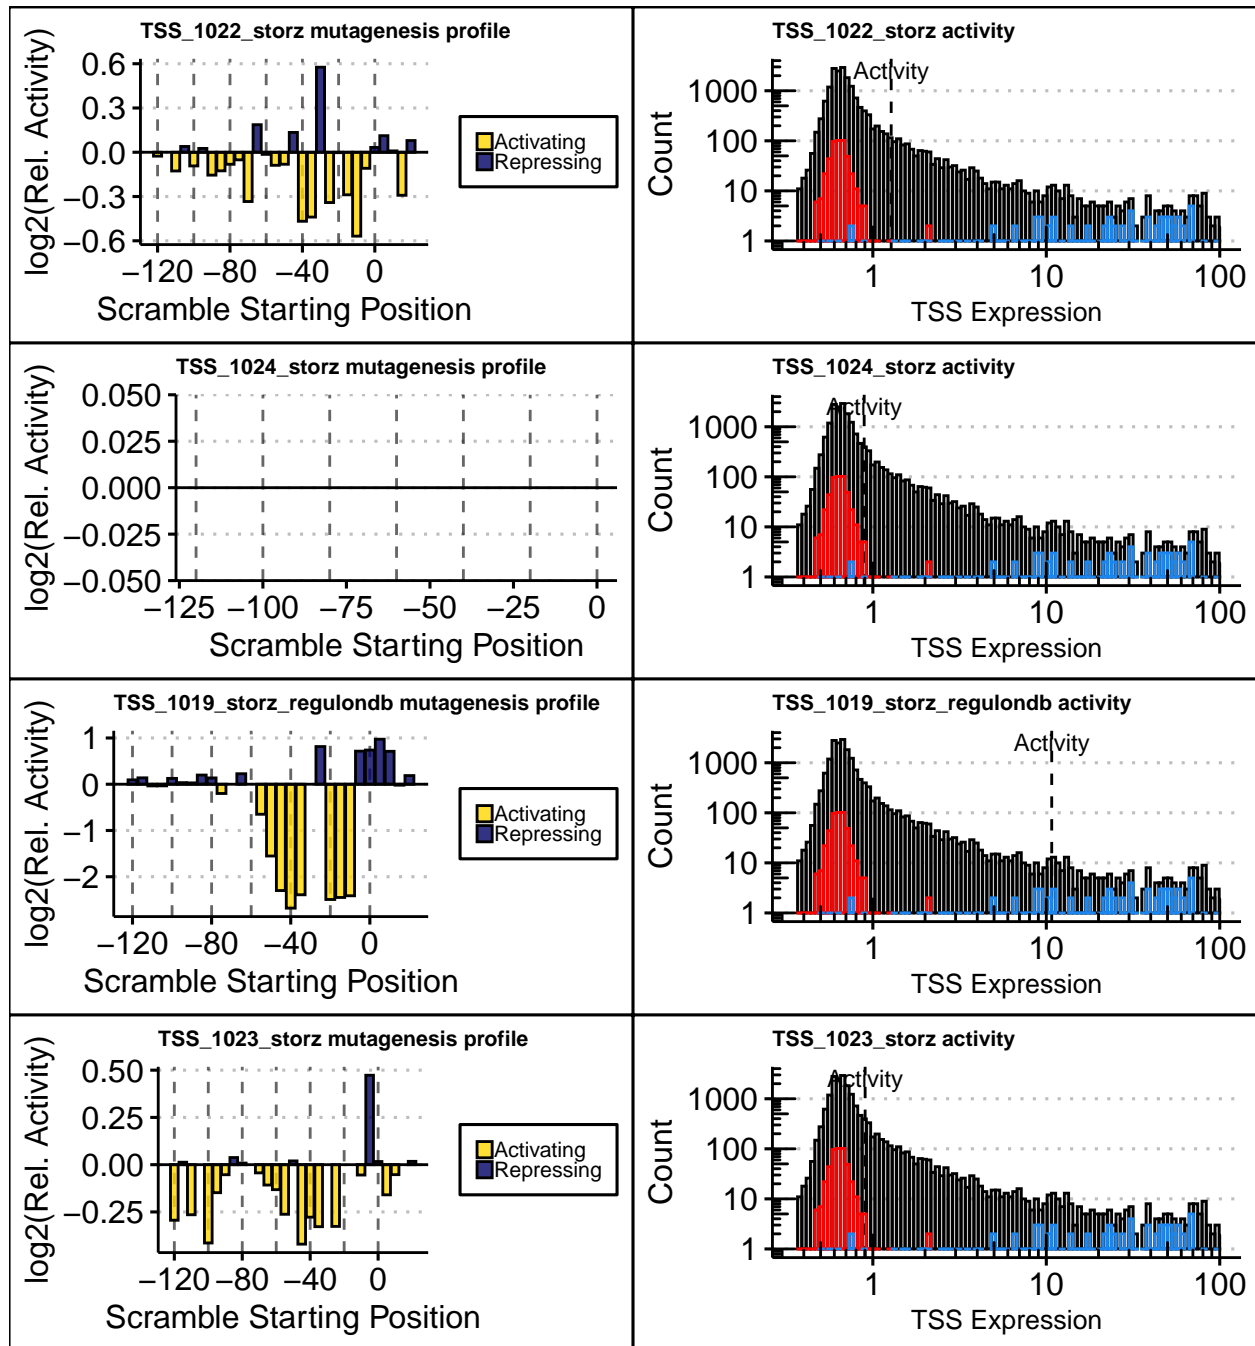 TSS_1022_storz mutagenesis profile
log2(Rel. Activity)
0.6
0.3
0.0
−0.3
−0.6
−120 −80 −40 0
Scramble Starting Position
Activating
Repressing
TSS_1022_storz activity
Activity
Count
1000
100
10
1
1 10 100
TSS Expression
TSS_1024_storz mutagenesis profile
log2(Rel. Activity)
0.050
0.025
0.000
−0.025
−0.050
−125 −100 −75 −50 −25 0
Scramble Starting Position
TSS_1024_storz activity
Activity
Count
1000
100
10
1
1 10 100
TSS Expression
TSS_1019_storz_regulondb mutagenesis profile
log2(Rel. Activity)
1
0
−1
−2
−120 −80 −40 0
Scramble Starting Position
Activating
Repressing
TSS_1019_storz_regulondb activity
Activity
Count
1000
100
10
1
1 10 100
TSS Expression
TSS_1023_storz mutagenesis profile
log2(Rel. Activity)
0.50
0.25
0.00
−0.25
−120 −80 −40 0
Scramble Starting Position
Activating
Repressing
TSS_1023_storz activity
Activity
Count
1000
100
10
1
1 10 100
TSS Expression